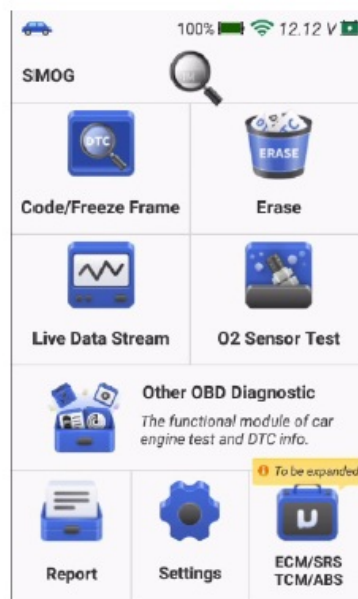 100% 12.12 V
SMOG
DTC
ERASE
Code/Freeze Frame
Erase
Live Data Stream
O2 Sensor Test
Other OBD Diagnostic
The functional module of car
engine test and DTC info.
To be expanded
Report
Settings
ECM/SRS
TCM/ABS